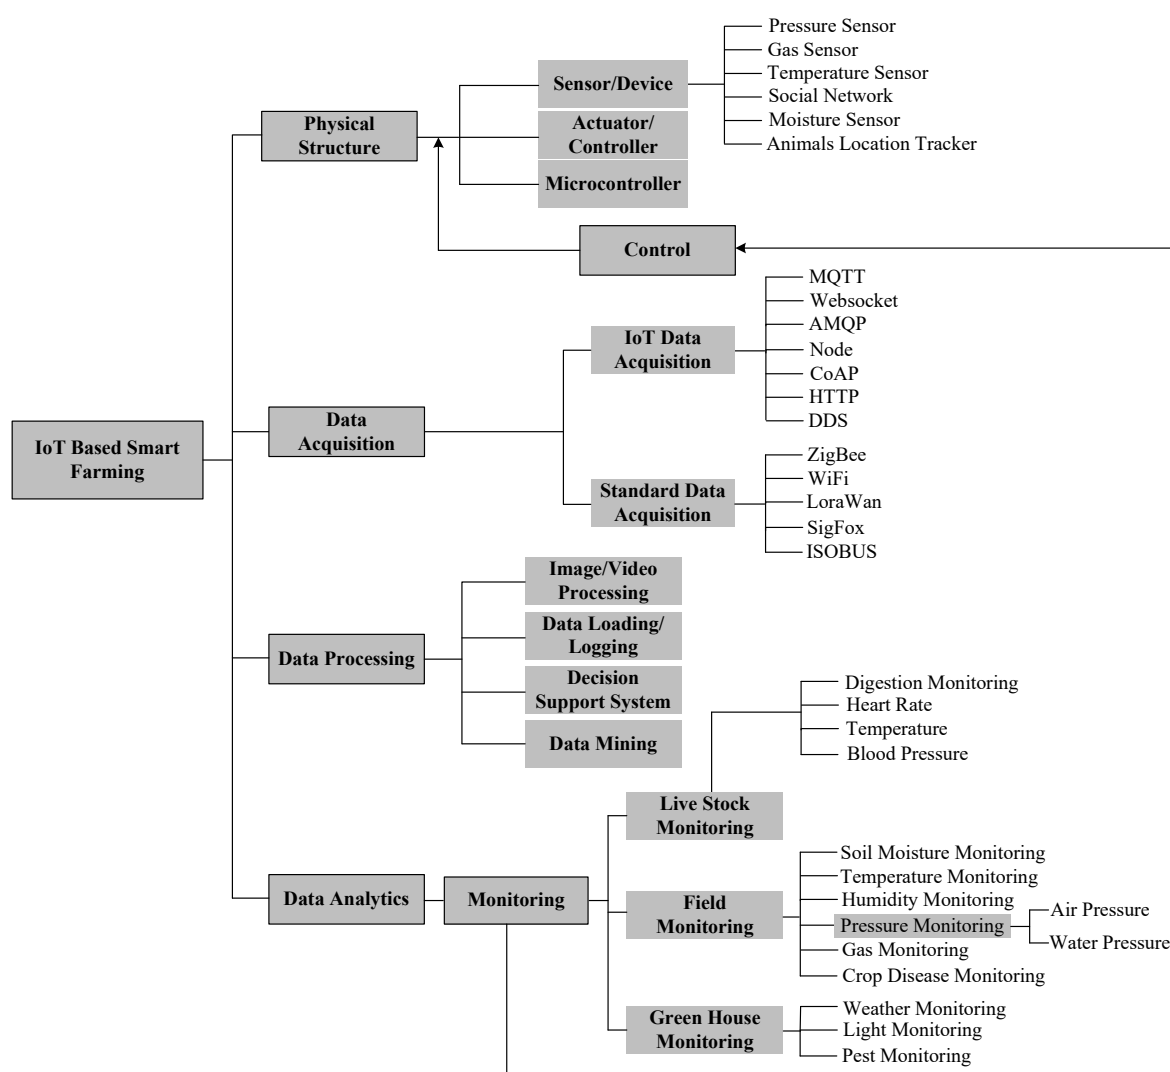 Pressure Sensor
Gas Sensor
Temperature Sensor
Social Network
Moisture Sensor
Animals Location Tracker
Sensor/Device
Actuator/
Controller
Microcontroller
Physical
Structure
Control
MQTT
Websocket
AMQP
Node
CoAP
HTTP
DDS
IoT Data
Acquisition
Data
Acquisition
IoT Based Smart
Farming
Standard Data
Acquisition
ZigBee
WiFi
LoraWan
SigFox
ISOBUS
Image/Video
Processing
Data Loading/
Logging
Data Processing
Decision
Support System
Data Mining
Digestion Monitoring
Heart Rate
Temperature
Blood Pressure
Live Stock
Monitoring
Data Analytics
Monitoring
Field
Monitoring
Soil Moisture Monitoring
Temperature Monitoring
Humidity Monitoring
Pressure Monitoring
Gas Monitoring
Crop Disease Monitoring
Air Pressure
Water Pressure
Green House
Monitoring
Weather Monitoring
Light Monitoring
Pest Monitoring